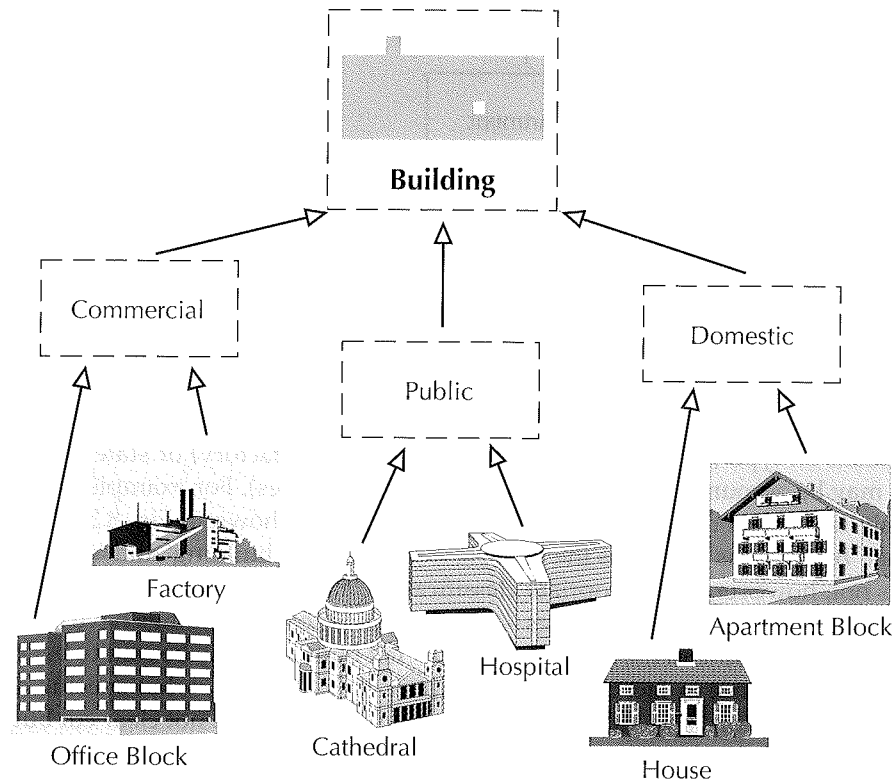 Building
Commercial
Public
Domestic
Factory
Office Block
Cathedral
Hospital
House
Apartment Block